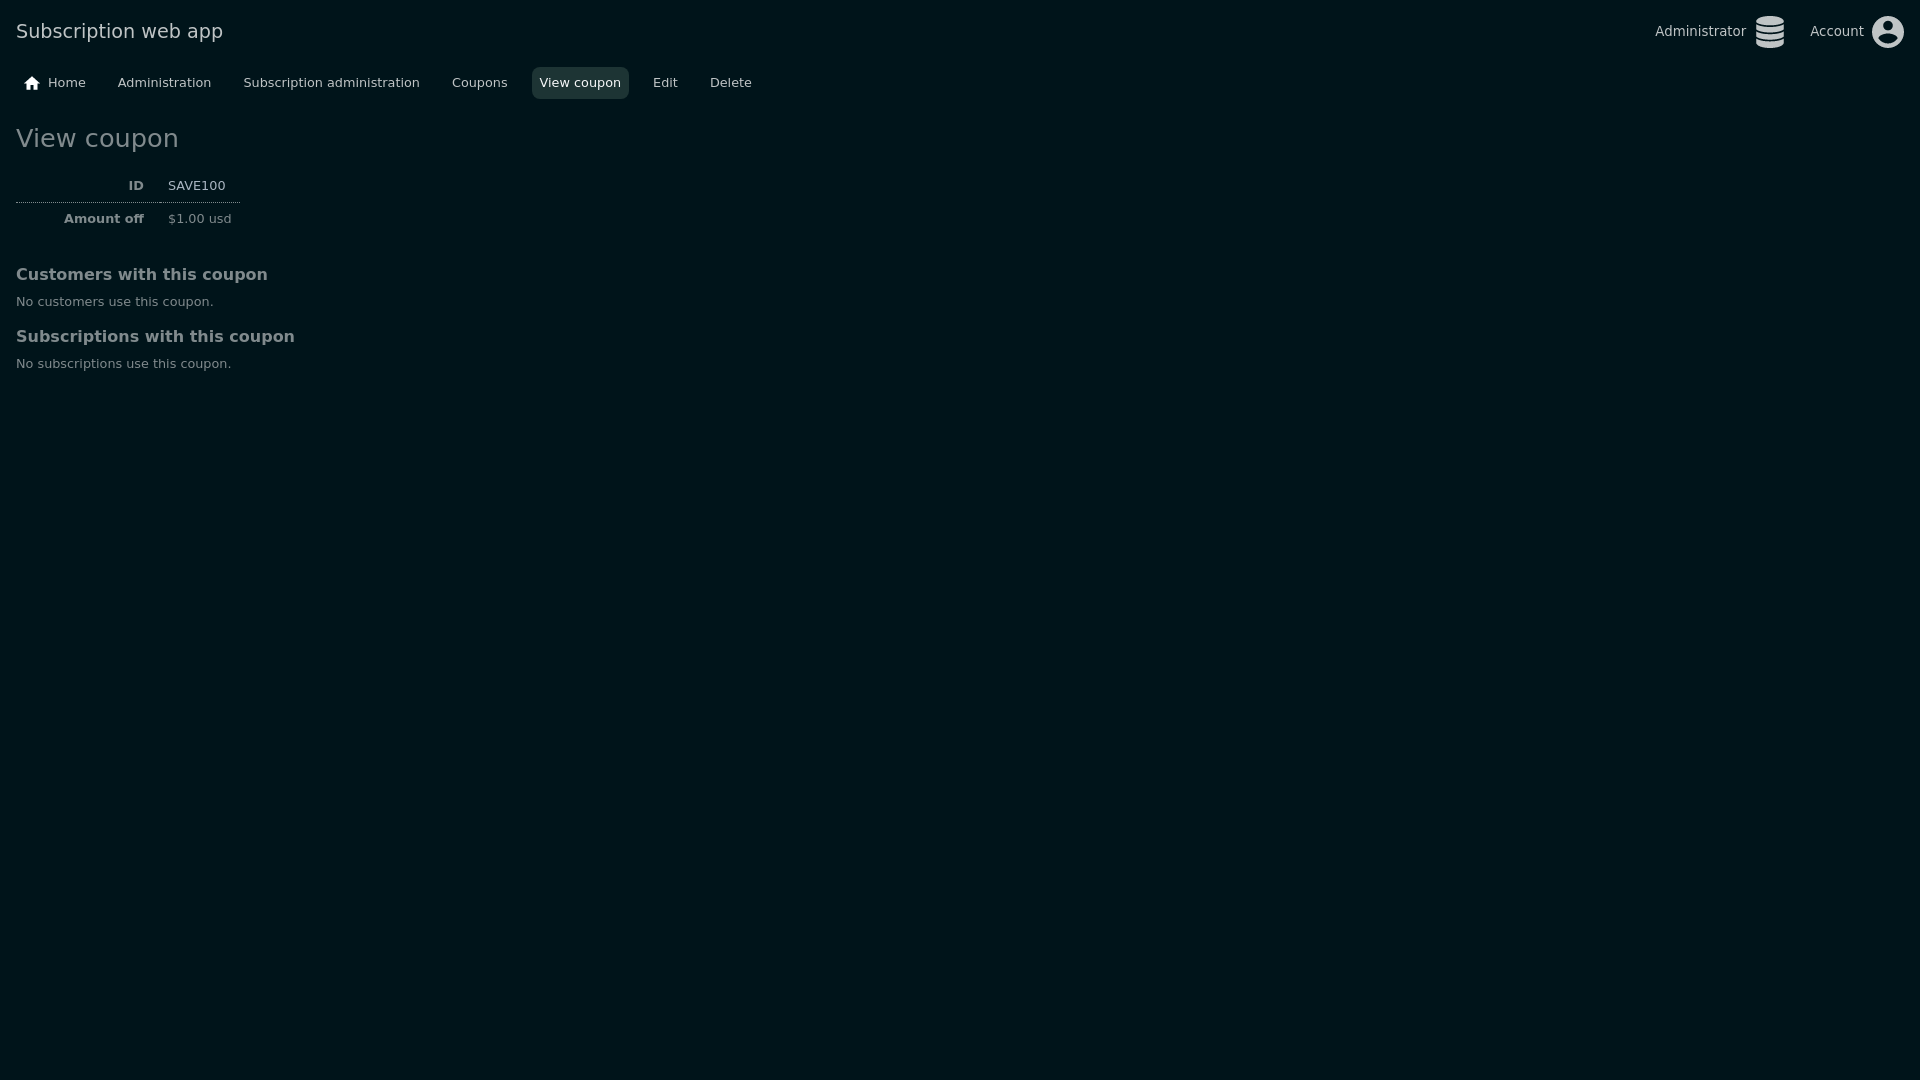 Subscription web app
Administrator
Account
Home Administration Subscription administration Coupons View coupon Edit Delete
View coupon
ID SAVE100
Amount off $1.00 usd
Customers with this coupon
No customers use this coupon.
Subscriptions with this coupon
No subscriptions use this coupon.